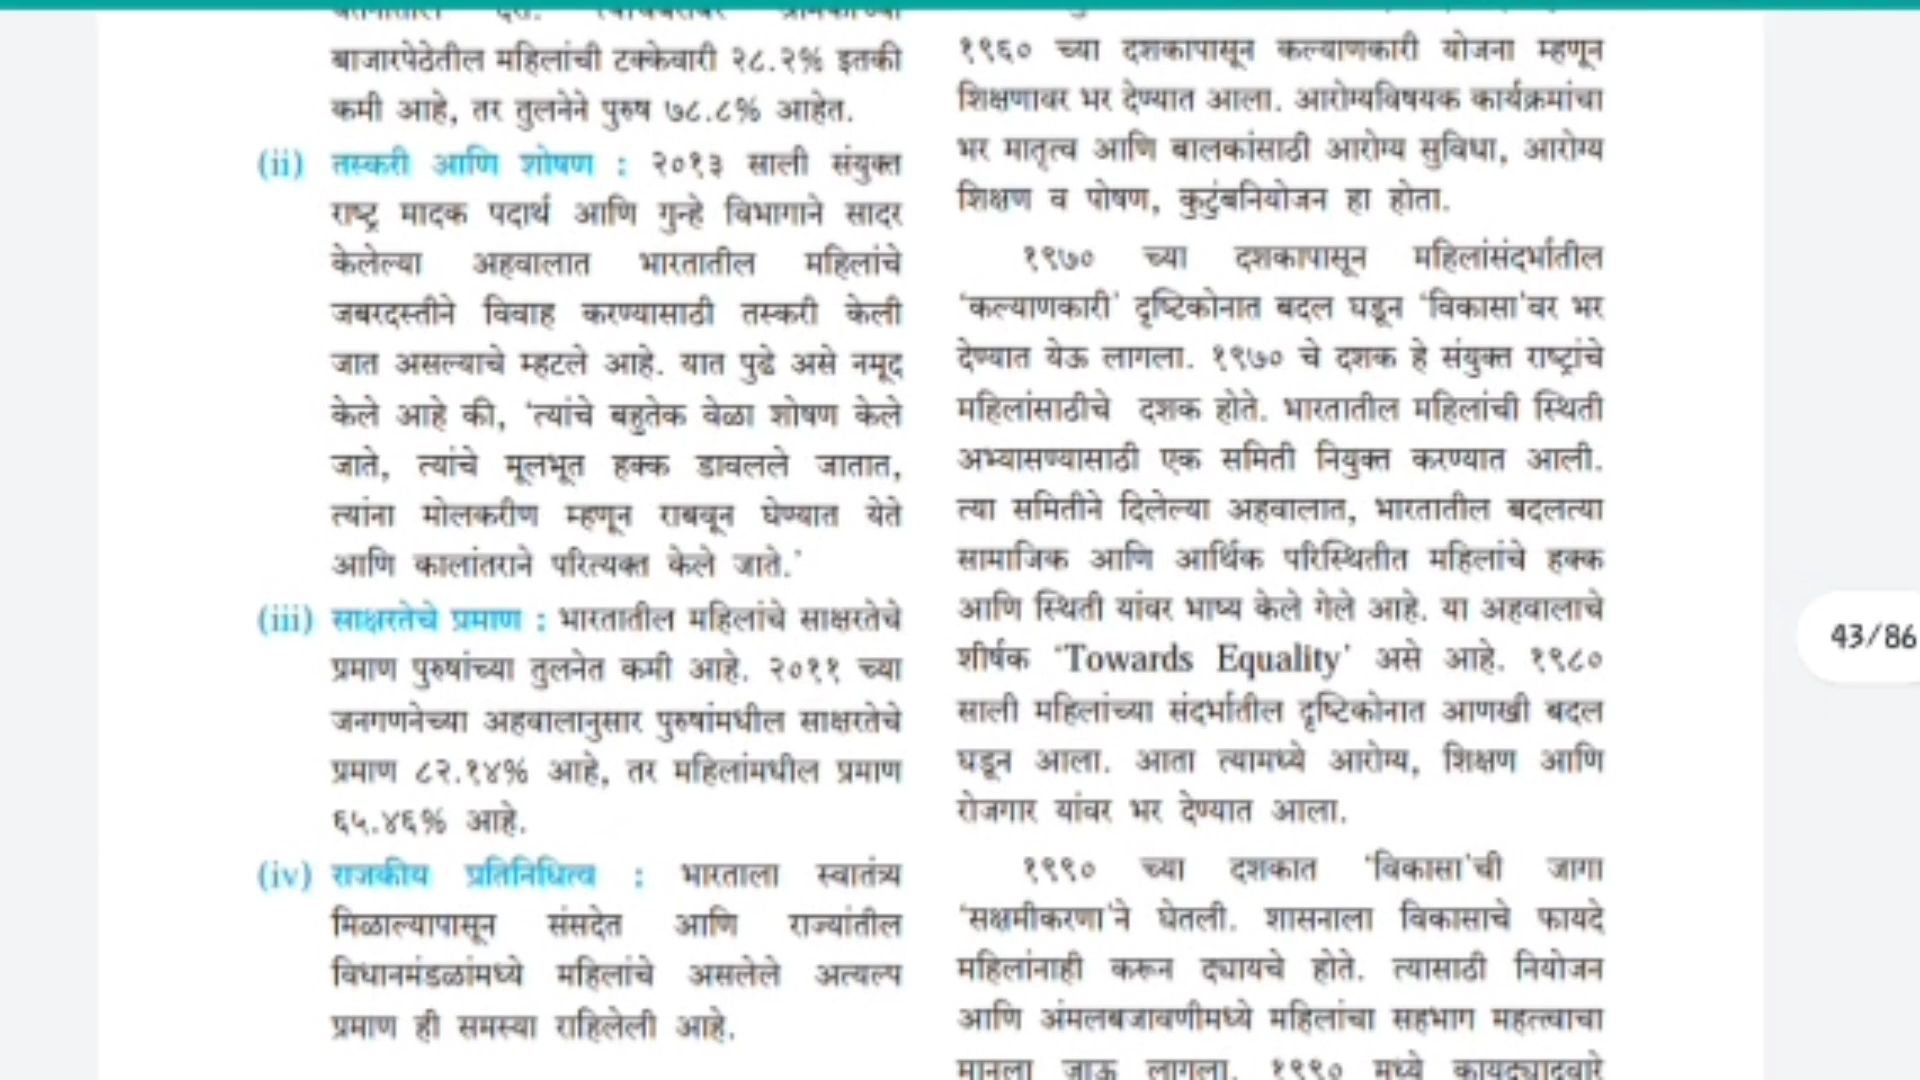 बाजारपेठेतील महिलांची टक्केवारी २८.२% इतकी
कमी आहे, तर तुलनेने पुरुष ७८.८% आहेत.
(ii) तस्करी आणि शोषण : २०१३ साली संयुक्त
राष्ट्र मादक पदार्थ आणि गुन्हे विभागाने सादर
केलेल्या अहवालात भारतातील महिलांचे
जबरदस्तीने विवाह करण्यासाठी तस्करी केली
जात असल्याचे म्हटले आहे. यात पुढे असे नमूद
केले आहे की, ‘त्यांचे बहुतेक वेळा शोषण केले
जाते, त्यांचे मूलभूत हक्क डावलले जातात,
त्यांना मोलकरीण म्हणून राबवून घेण्यात येते
आणि कालांतराने परित्यक्त केले जाते.’
(iii) साक्षरतेचे प्रमाण : भारतातील महिलांचे साक्षरतेचे
प्रमाण पुरुषांच्या तुलनेत कमी आहे. २०११ च्या
जनगणनेच्या अहवालानुसार पुरुषांमधील साक्षरतेचे
प्रमाण ८२.१४% आहे, तर महिलांमधील प्रमाण
६५.४६% आहे.
(iv) राजकीय प्रतिनिधित्व : भारताला स्वातंत्र्य
मिळाल्यापासून संसदेत आणि राज्यांतील
विधानमंडळांमध्ये महिलांचे असलेले अत्यल्प
प्रमाण ही समस्या राहिलेली आहे.
१९६० च्या दशकापासून कल्याणकारी योजना म्हणून
शिक्षणावर भर देण्यात आला. आरोग्यविषयक कार्यक्रमांचा
भर मातृत्व आणि बालकांसाठी आरोग्य सुविधा, आरोग्य
शिक्षण व पोषण, कुटुंबनियोजन हा होता.
१९७० च्या दशकापासून महिलांसंदर्भातील
‘कल्याणकारी’ दृष्टिकोनात बदल घडून ‘विकासा’वर भर
देण्यात येऊ लागला. १९७० चे दशक हे संयुक्त राष्ट्रांचे
महिलांसाठीचे दशक होते. भारतातील महिलांची स्थिती
अभ्यासण्यासाठी एक समिती नियुक्त करण्यात आली.
त्या समितीने दिलेल्या अहवालात, भारतातील बदलत्या
सामाजिक आणि आर्थिक परिस्थितीत महिलांचे हक्क
आणि स्थिती यांवर भाष्य केले गेले आहे. या अहवालाचे
शीर्षक ‘Towards Equality’ असे आहे. १९८०
साली महिलांच्या संदर्भातील दृष्टिकोनात आणखी बदल
घडून आला. आता त्यामध्ये आरोग्य, शिक्षण आणि
रोजगार यांवर भर देण्यात आला.
१९९० च्या दशकात ‘विकासा’ची जागा
‘सक्षमीकरणा’ने घेतली. शासनाला विकासाचे फायदे
महिलांनाही करून द्यायचे होते. त्यासाठी नियोजन
आणि अंमलबजावणीमध्ये महिलांचा सहभाग महत्त्वाचा
मानला जाऊ लागला. १९९० मध्ये कायद्याद्वारे
43/86